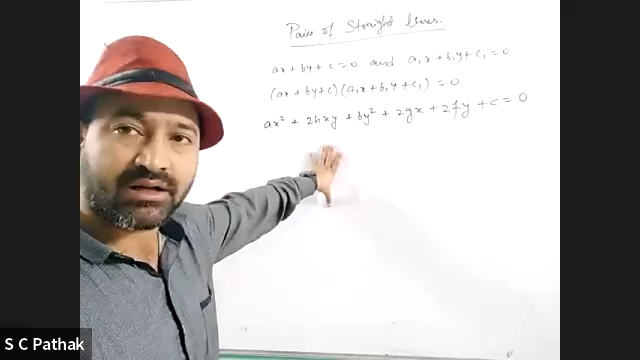 Paire of Straight lines.
ax + by + c = 0 and a₁x + b₁y + c₁ = 0
(ax + by + c) (a₁x + b₁y + c₁) = 0
ax² + 2hxy + by² + 2gx + 2fy + c = 0
S C Pathak